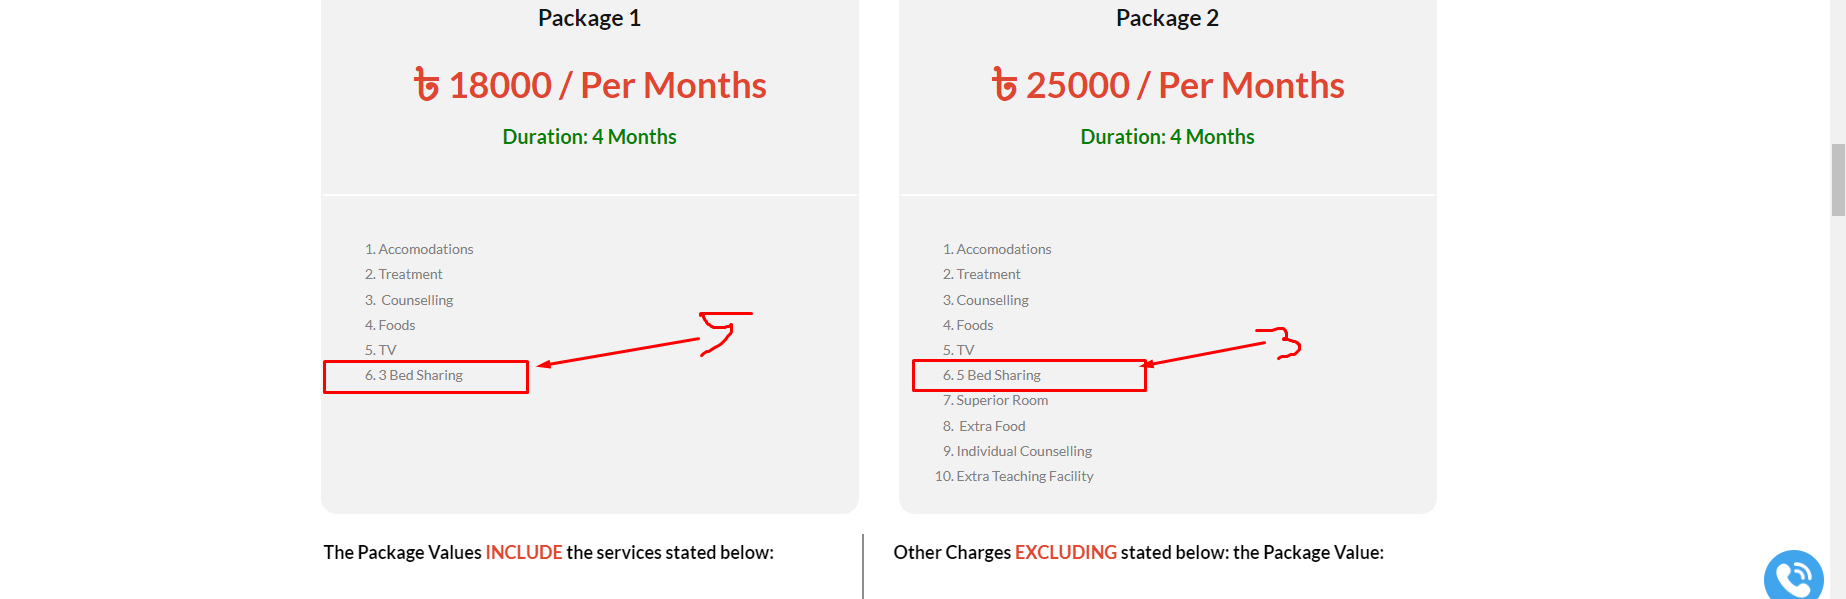 Package 1
৳ 18000 / Per Months
Duration: 4 Months
1. Accomodations
2. Treatment
3. Counselling
4. Foods
5. TV
6. 3 Bed Sharing
5
Package 2
৳ 25000 / Per Months
Duration: 4 Months
1. Accomodations
2. Treatment
3. Counselling
4. Foods
5. TV
6. 5 Bed Sharing
3
7. Superior Room
8. Extra Food
9. Individual Counselling
10. Extra Teaching Facility
The Package Values INCLUDE the services stated below:
Other Charges EXCLUDING stated below: the Package Value: